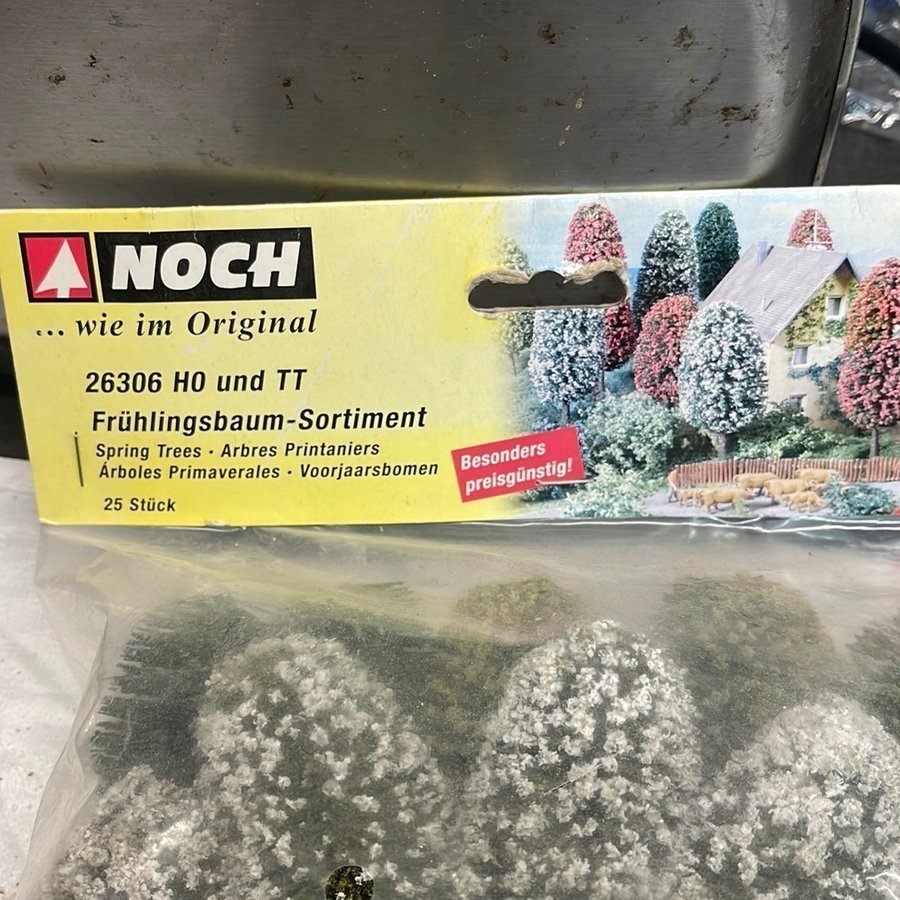 NOCH
... wie im Original
26306 H0 und TT
Frühlingsbaum-Sortiment
Spring Trees · Arbres Printaniers
Árboles Primaverales · Voorjaarsbomen
25 Stück
Besonders
preisgünstig!